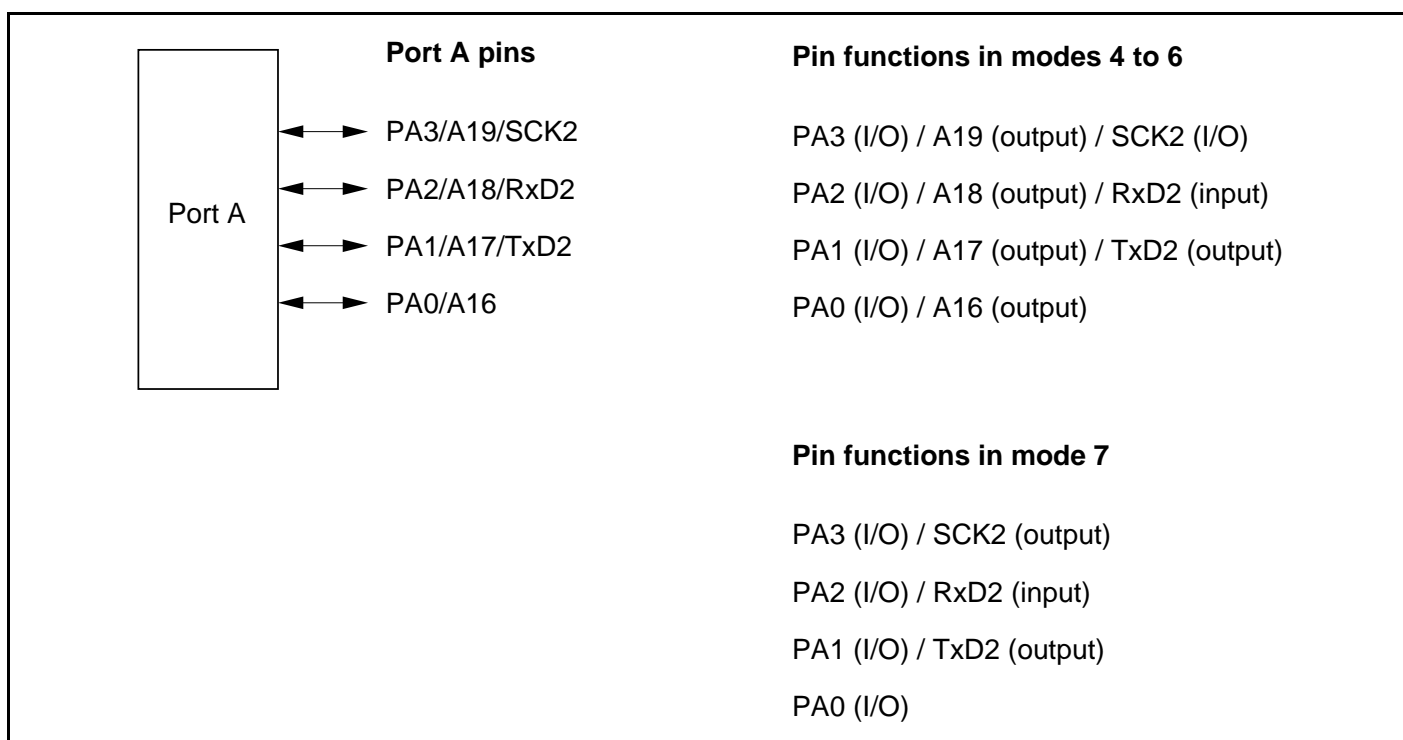 Port A
Port A pins
PA3/A19/SCK2
PA2/A18/RxD2
PA1/A17/TxD2
PA0/A16
Pin functions in modes 4 to 6
PA3 (I/O) / A19 (output) / SCK2 (I/O)
PA2 (I/O) / A18 (output) / RxD2 (input)
PA1 (I/O) / A17 (output) / TxD2 (output)
PA0 (I/O) / A16 (output)
Pin functions in mode 7
PA3 (I/O) / SCK2 (output)
PA2 (I/O) / RxD2 (input)
PA1 (I/O) / TxD2 (output)
PA0 (I/O)